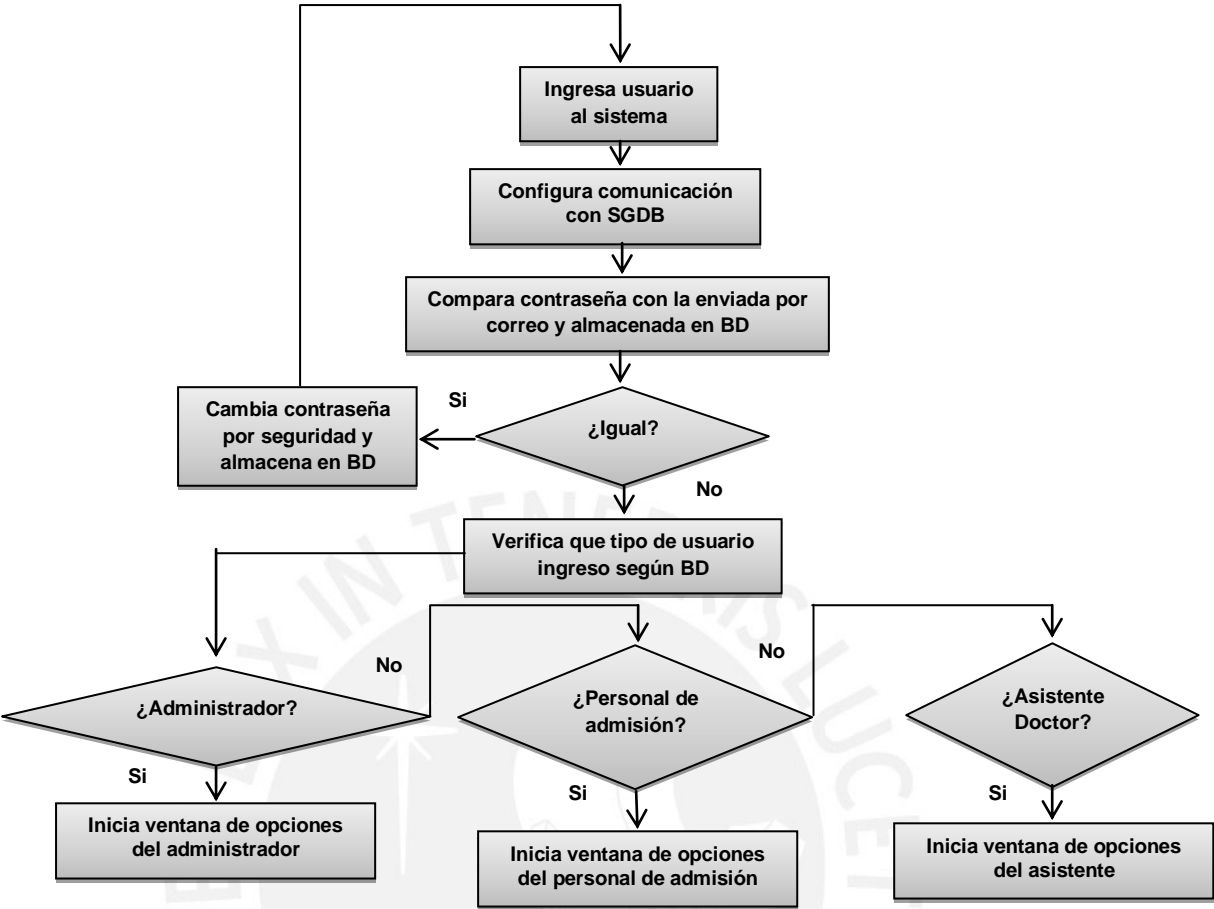 Ingresa usuario
al sistema
Configura comunicación
con SGDB
Compara contraseña con la enviada por
correo y almacenada en BD
Si
Cambia contraseña
por seguridad y
almacena en BD
¿Igual?
No
Verifica que tipo de usuario
ingreso según BD
No
No
¿Administrador?
¿Personal de
admisión?
¿Asistente
Doctor?
Si
Si
Si
Inicia ventana de opciones
del administrador
Inicia ventana de opciones
del personal de admisión
Inicia ventana de opciones
del asistente